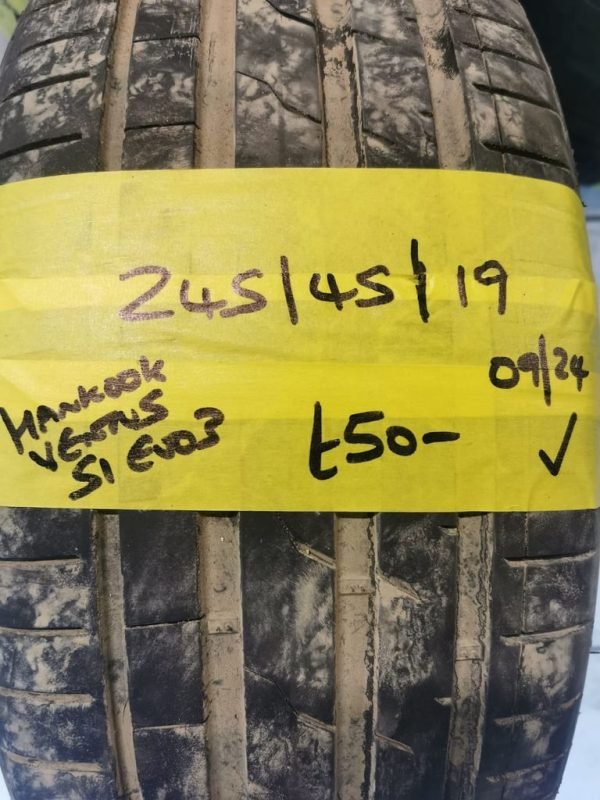 245/45/19
09/24
HANKOOK
VENTUS
S1 EVO3
£50-